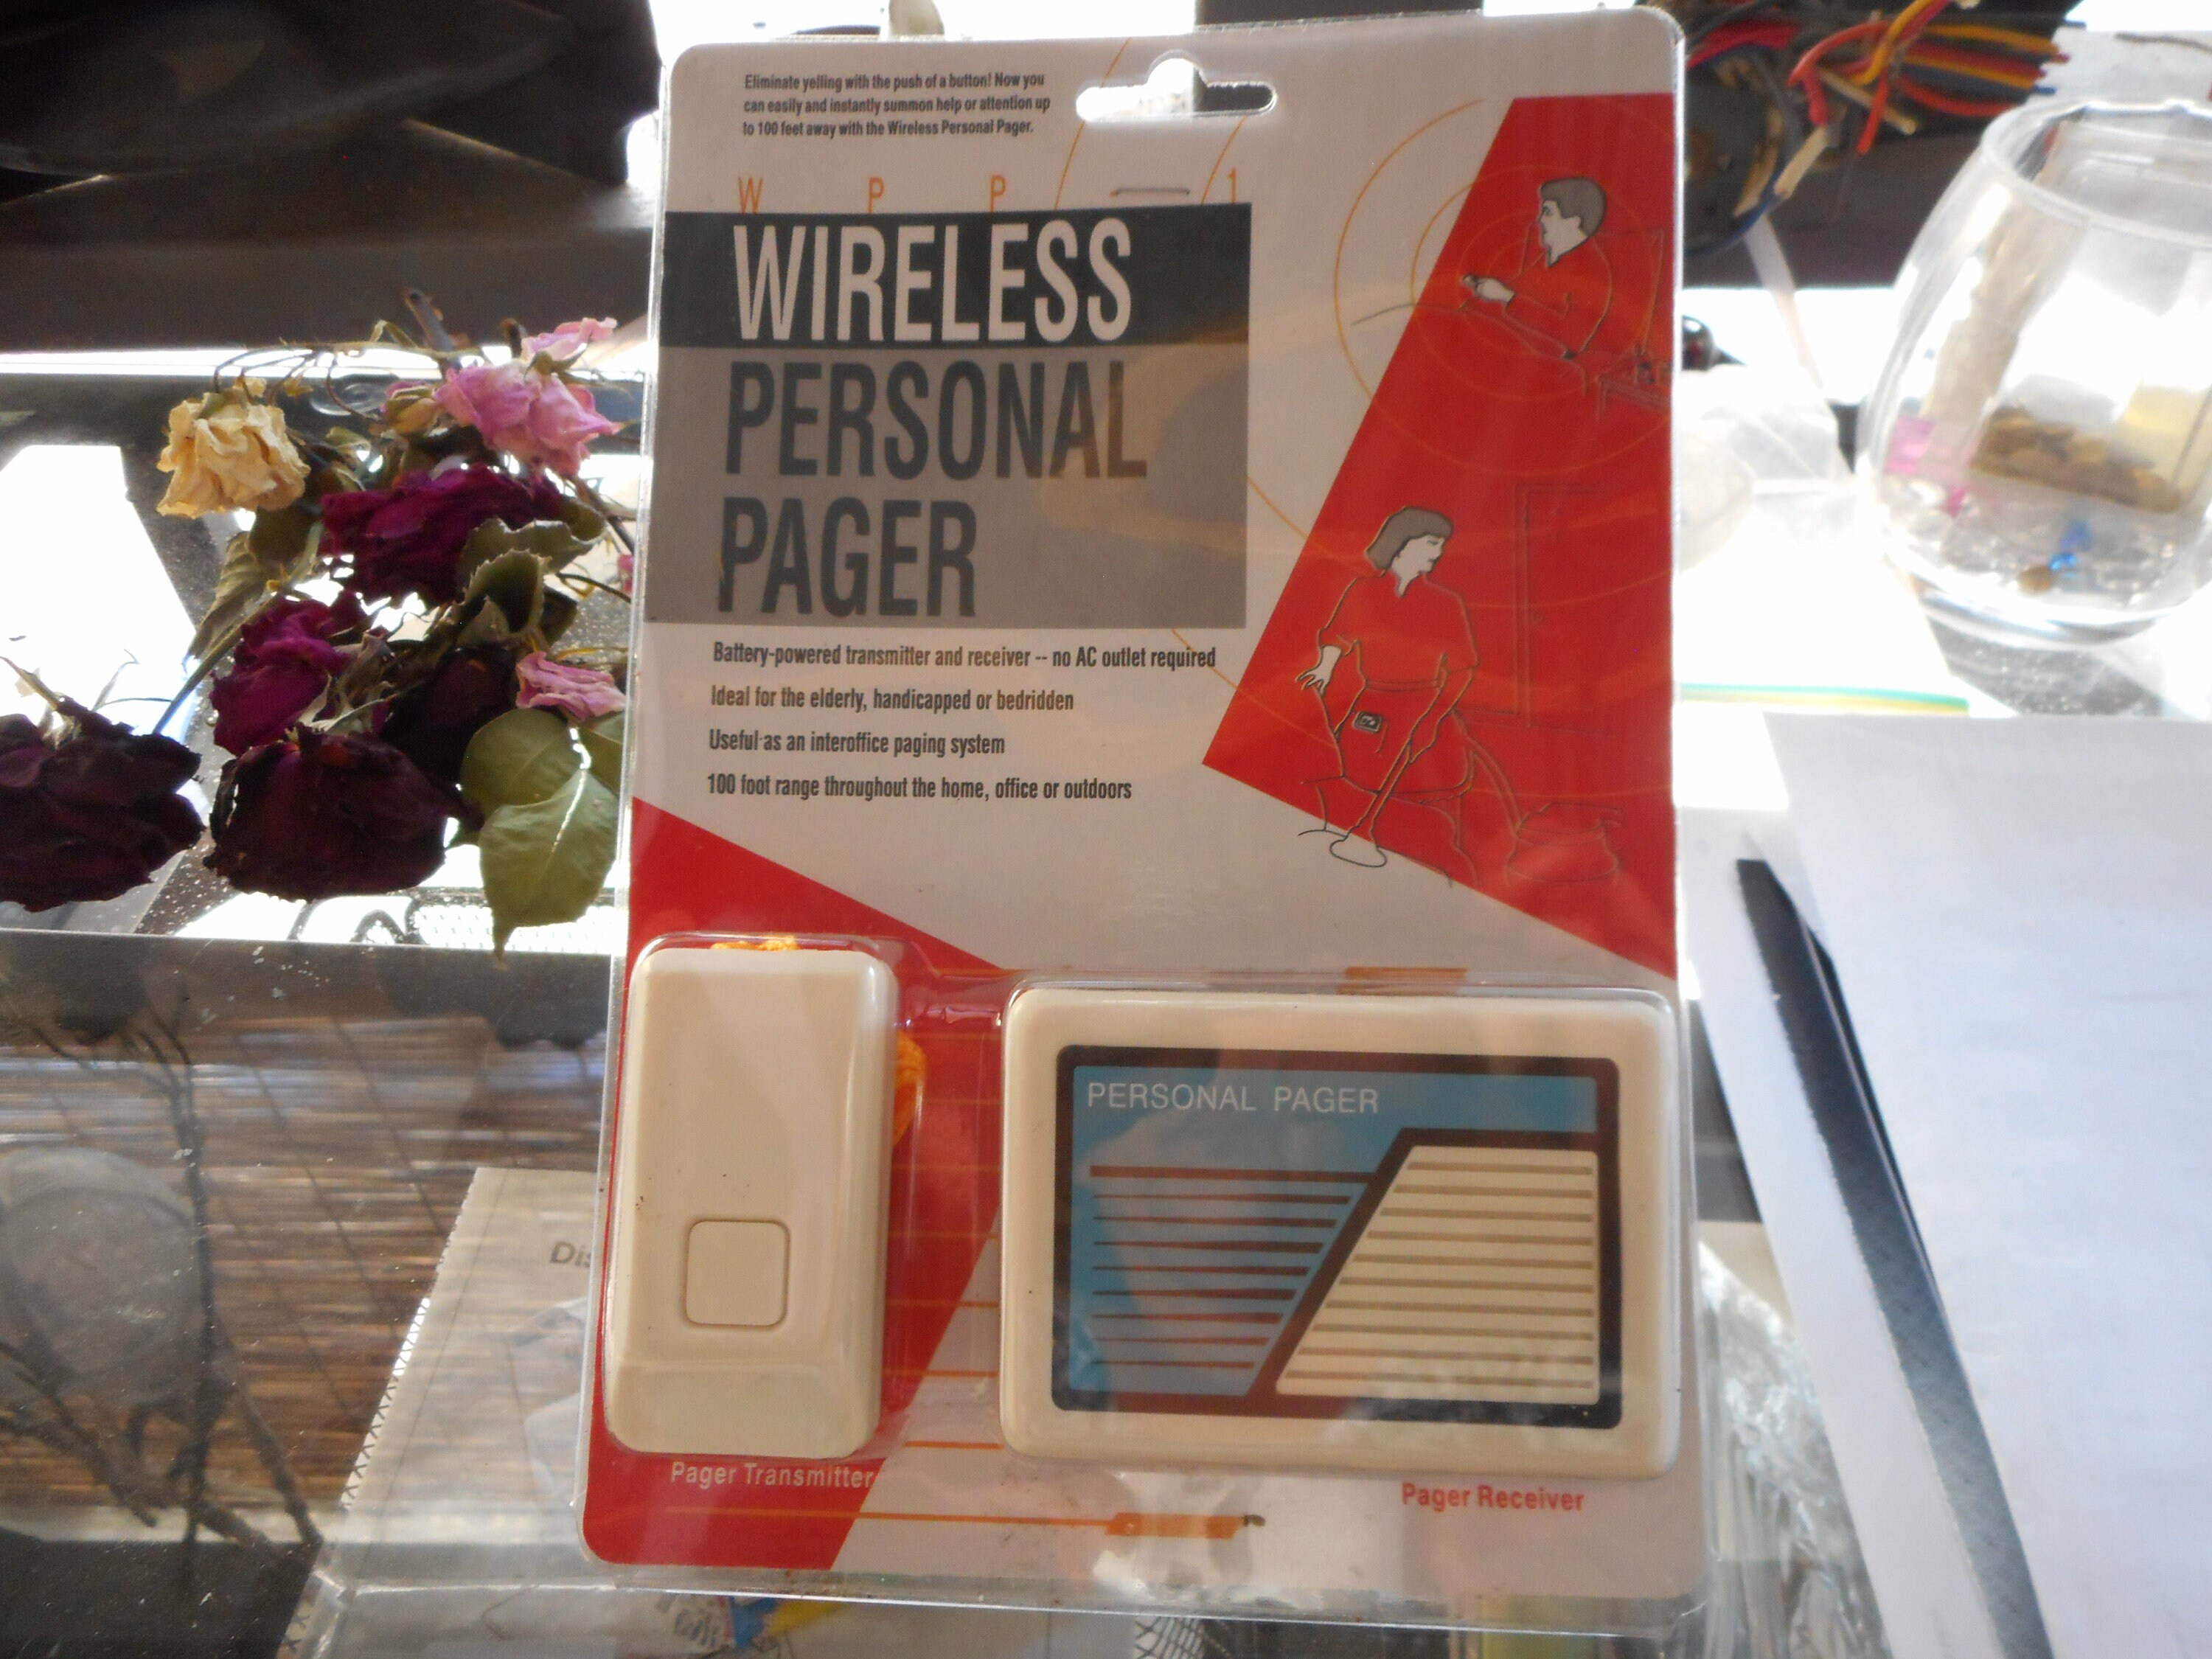 Eliminate yelling with the push of a button! Now you
can easily and instantly summon help or attention up
to 100 feet away with the Wireless Personal Pager.
W P P - 1
WIRELESS
PERSONAL
PAGER
Battery-powered transmitter and receiver -- no AC outlet required
Ideal for the elderly, handicapped or bedridden
Useful as an interoffice paging system
100 foot range throughout the home, office or outdoors
PERSONAL PAGER
Dis
Pager Transmitter
Pager Receiver